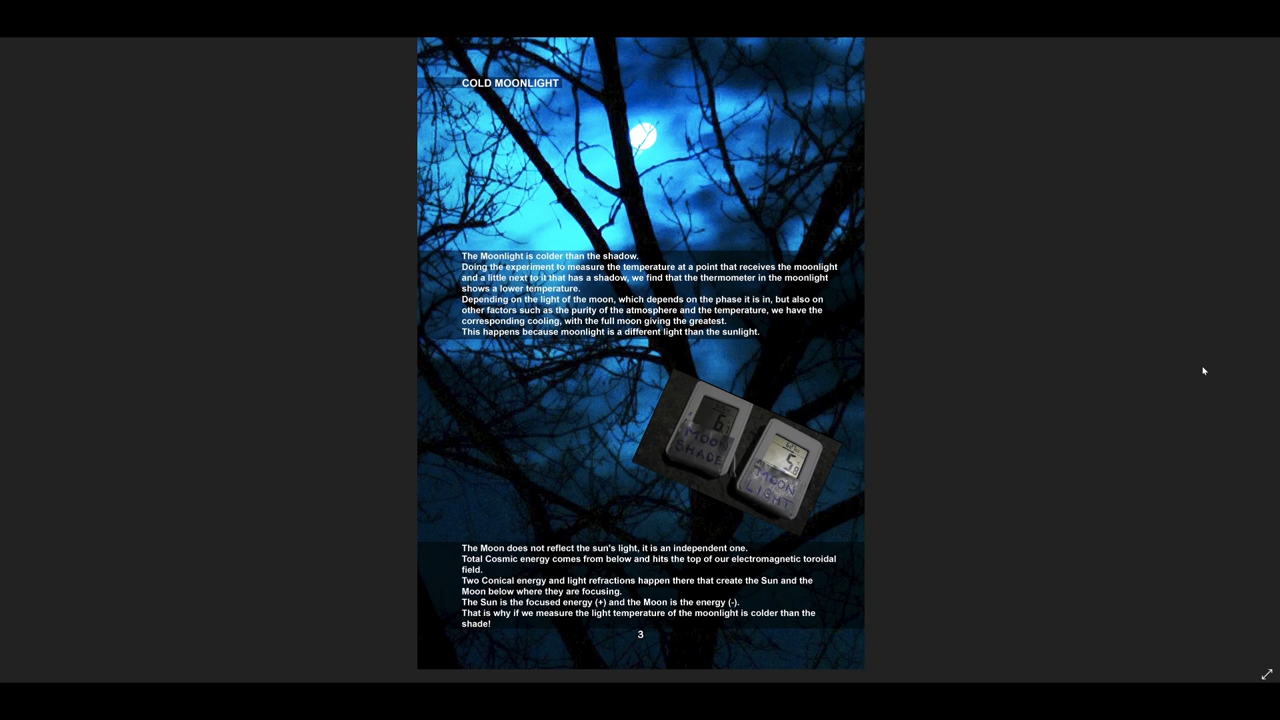 COLD MOONLIGHT
The Moonlight is colder than the shadow.
Doing the experiment to measure the temperature at a point that receives the moonlight
and a little next to it that has a shadow, we find that the thermometer in the moonlight
shows a lower temperature.
Depending on the light of the moon, which depends on the phase it is in, but also on
other factors such as the purity of the atmosphere and the temperature, we have the
corresponding cooling, with the full moon giving the greatest.
This happens because moonlight is a different light than the sunlight.
MOON
SHADE
MOON
LIGHT
The Moon does not reflect the sun's light, it is an independent one.
Total Cosmic energy comes from below and hits the top of our electromagnetic toroidal
field.
Two Conical energy and light refractions happen there that create the Sun and the
Moon below where they are focusing.
The Sun is the focused energy (+) and the Moon is the energy (-).
That is why if we measure the light temperature of the moonlight is colder than the
shade!
3